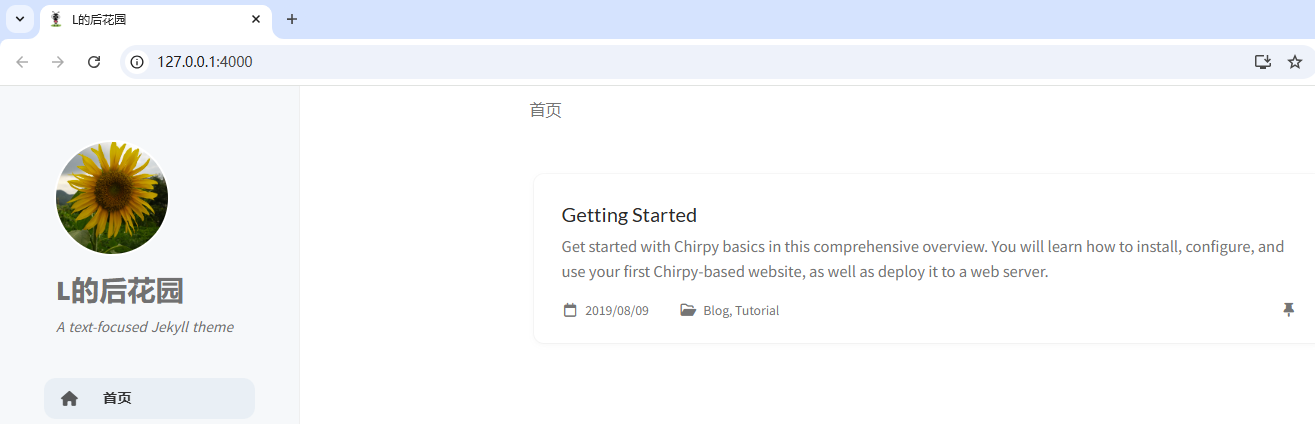 L的后花园
127.0.0.1:4000
首页
L的后花园
A text-focused Jekyll theme
首页
Getting Started
Get started with Chirpy basics in this comprehensive overview. You will learn how to install, configure, and
use your first Chirpy-based website, as well as deploy it to a web server.
2019/08/09 Blog, Tutorial